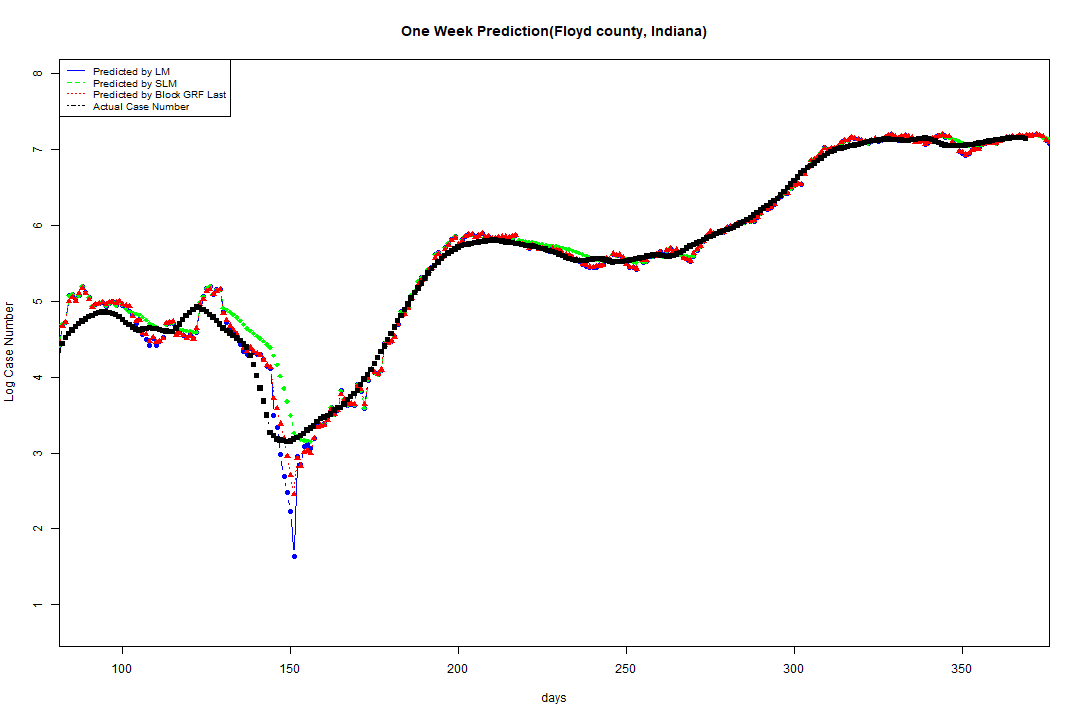 One Week Prediction(Floyd county, Indiana)
Predicted by LM
Predicted by SLM
Predicted by Block GRF Last
Actual Case Number
8
7
6
5
4
3
2
1
Log Case Number
100 150 200 250 300 350
days